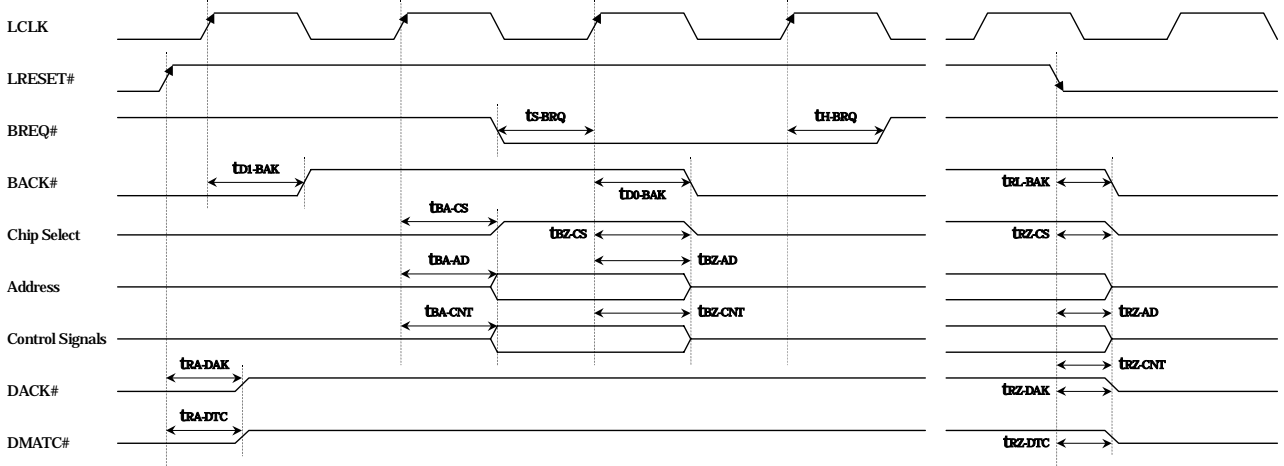 LCLK
LRESET#
BREQ# tS-BRQ tH-BRQ
BACK# tD1-BAK tD0-BAK tRL-BAK
tBA-CS
Chip Select tBZ-CS tRZ-CS
tBA-AD tBZ-AD
Address
tBA-CNT tBZ-CNT tRZ-AD
Control Signals
tRA-DAK tRZ-CNT
DACK# tRZ-DAK
tRA-DTC
DMATC# tRZ-DTC